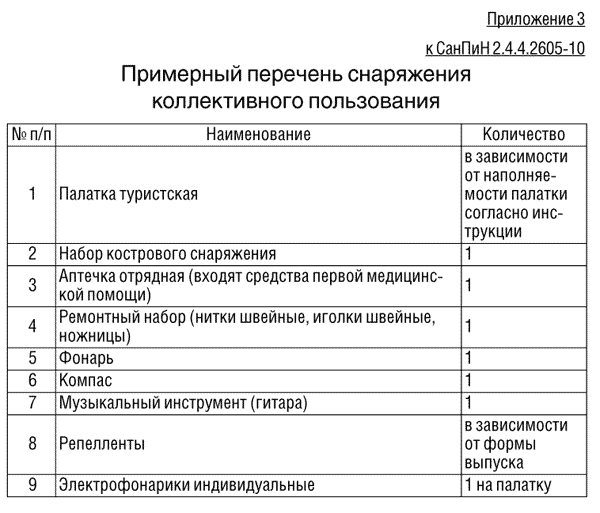 Приложение 3
к СанПиН 2.4.4.2605-10
Примерный перечень снаряжения
коллективного пользования
№ п/п Наименование Количество
1 Палатка туристская в зависимости
от наполняе-
мости палатки
согласно инс-
трукции
2 Набор кострового снаряжения 1
3 Аптечка отрядная (входят средства первой медицинс-
кой помощи) 1
4 Ремонтный набор (нитки швейные, иголки швейные,
ножницы) 1
5 Фонарь 1
6 Компас 1
7 Музыкальный инструмент (гитара) 1
8 Репелленты в зависимости
от формы
выпуска
9 Электрофонарики индивидуальные 1 на палатку